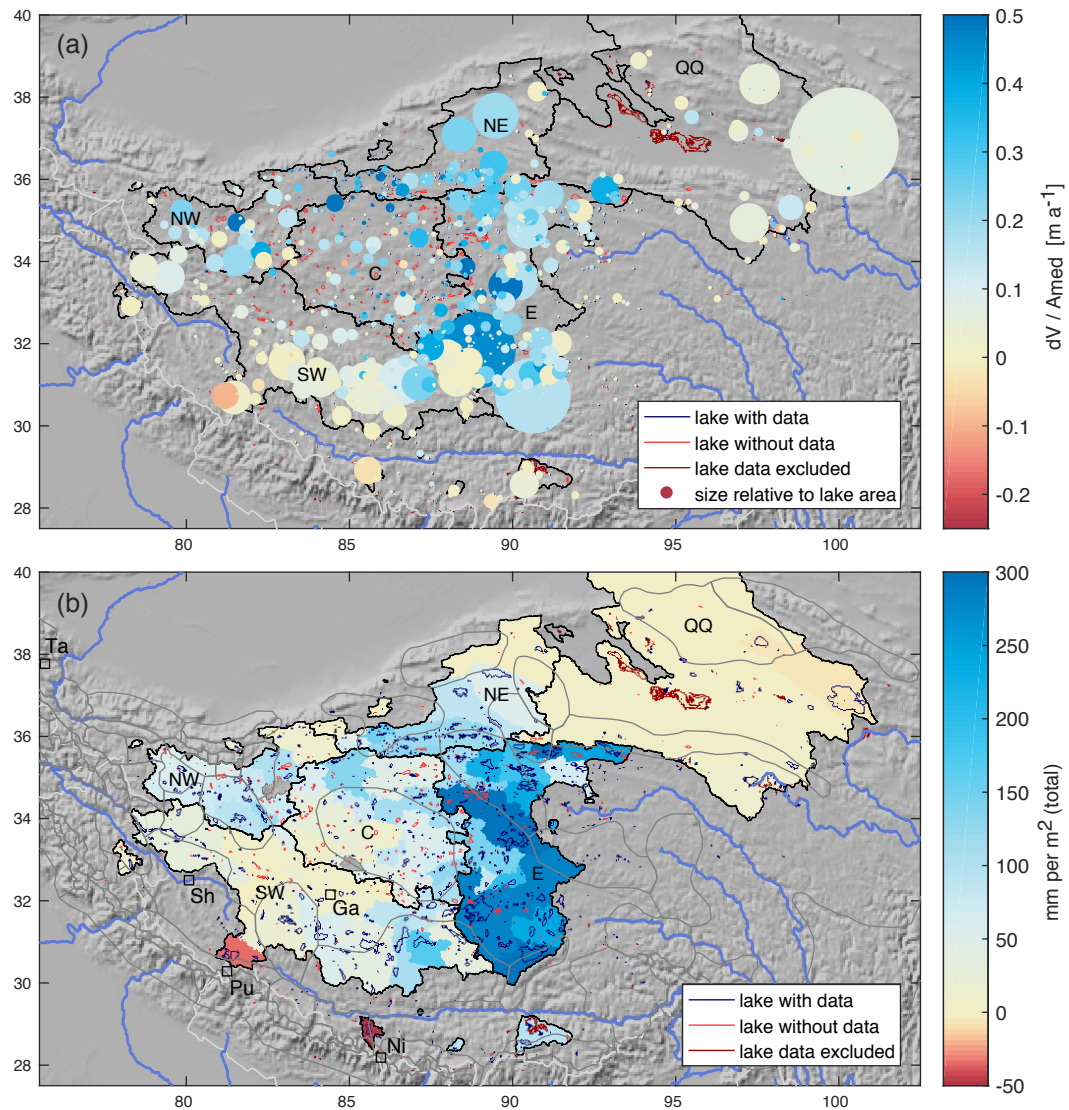 40
(a)
QQ
38
NE
36
NW
34
C
E
32
SW
30
28
lake with data
lake without data
lake data excluded
size relative to lake area
80
85
90
95
100
0.5
0.4
0.3
0.2
0.1
0
-0.1
-0.2
dV / Amed [m a⁻¹]
40
(b)
QQ
Ta
38
NE
36
NW
34
C
E
SW
Sh
Ga
32
30
Pu
Ni
28
lake with data
lake without data
lake data excluded
80
85
90
95
100
300
250
200
150
100
50
0
-50
mm per m² (total)